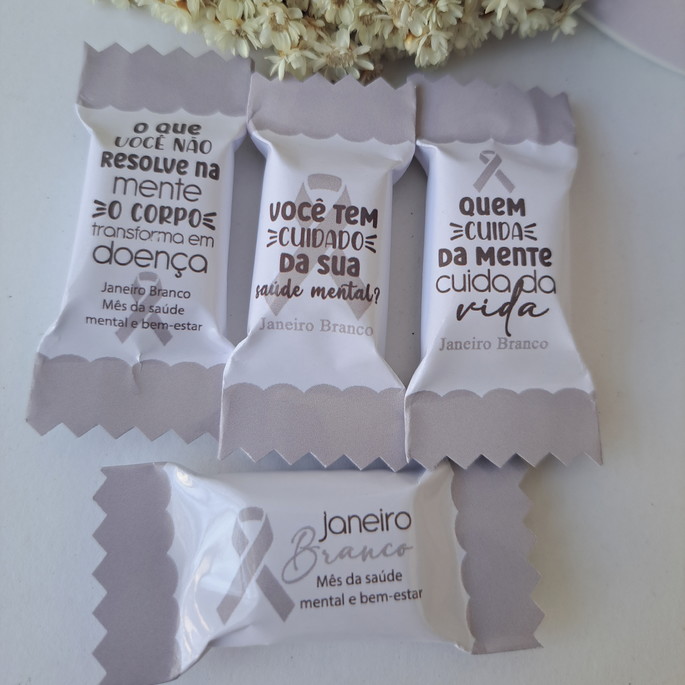 O QUE
VOCÊ NÃO
RESOLVE NA
mente
O CORPO
transforma em
doença
Janeiro Branco
Mês da saúde
mental e bem-estar
VOCÊ TEM
CUIDADO
DA SUA
saúde mental?
Janeiro Branco
QUEM
CUIDA
DA MENTE
cuida da
vida
Janeiro Branco
Janeiro
Branco
Mês da saúde
mental e bem-estar